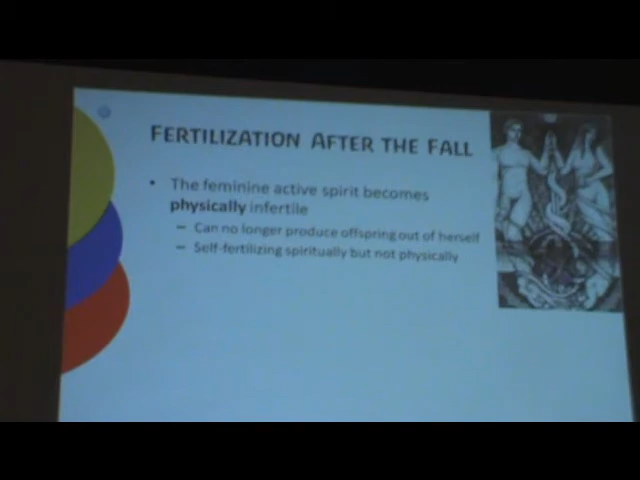 FERTILIZATION AFTER THE FALL
• The feminine active spirit becomes
physically infertile
– Can no longer produce offspring out of herself
– Self-fertilizing spiritually but not physically